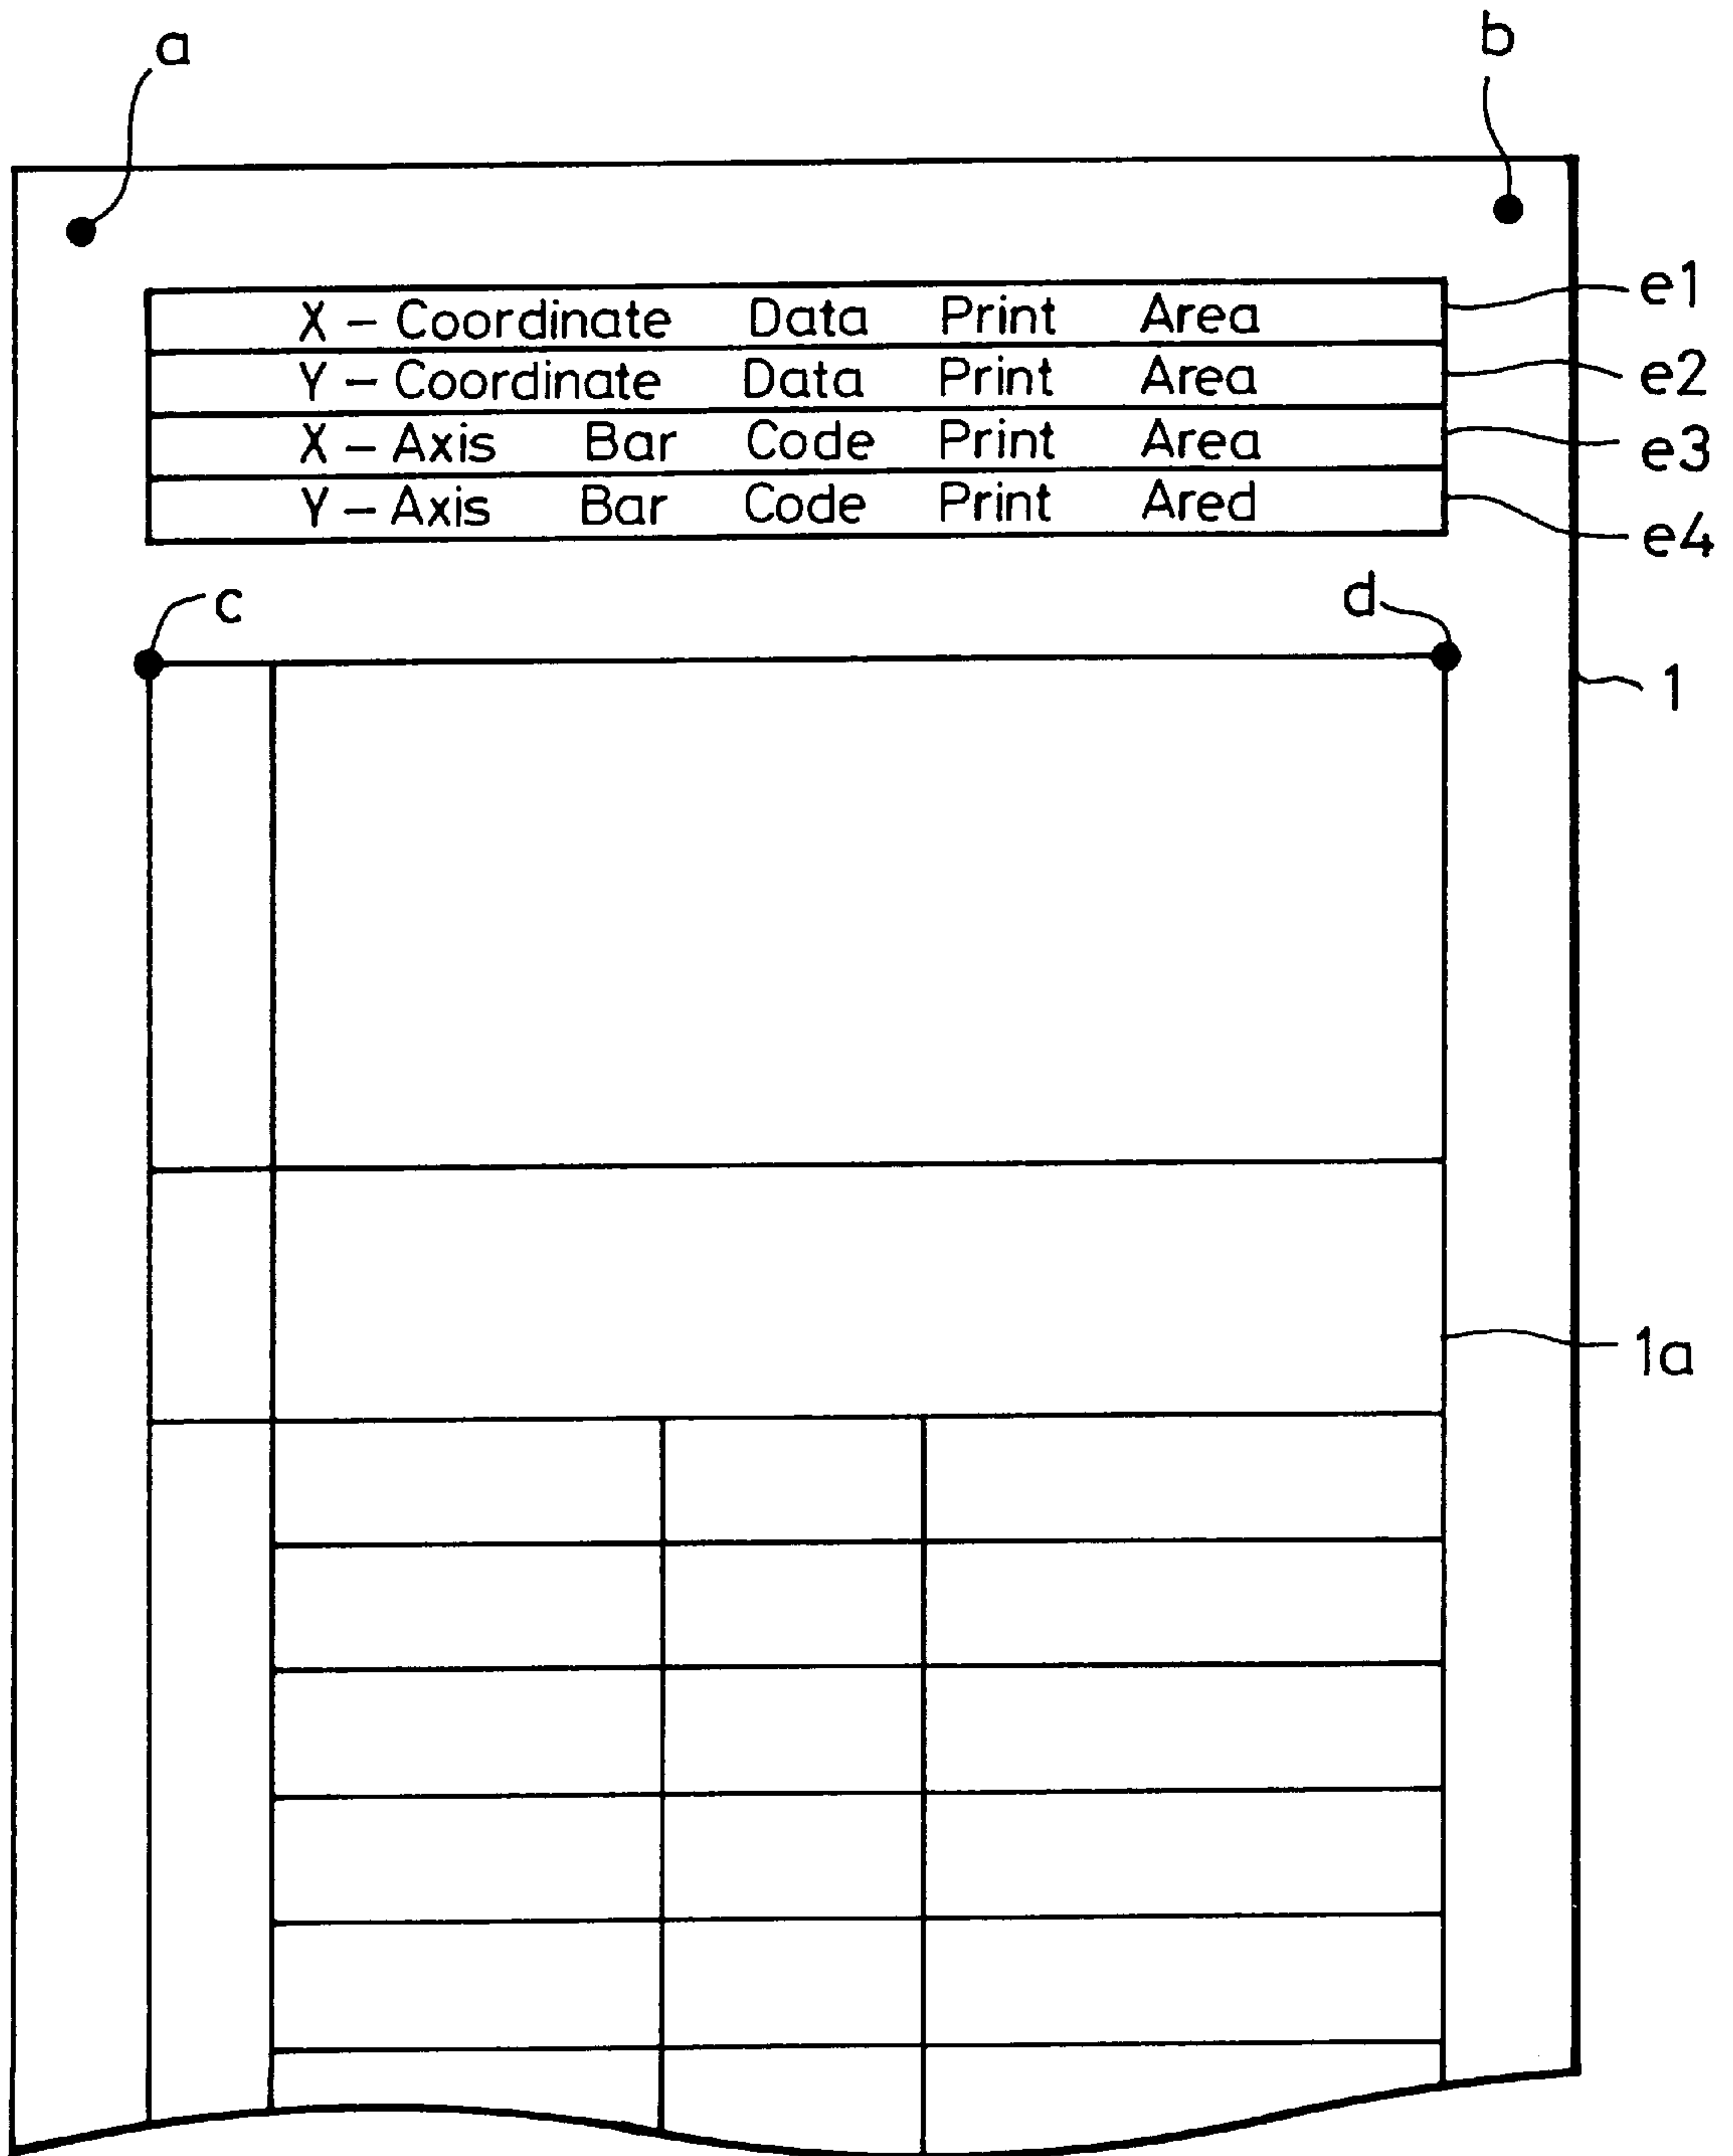 a
b
X – Coordinate Data Print Area
e1
Y – Coordinate Data Print Area
e2
X – Axis Bar Code Print Area
e3
Y – Axis Bar Code Print Ared
e4
c
d
1
1a